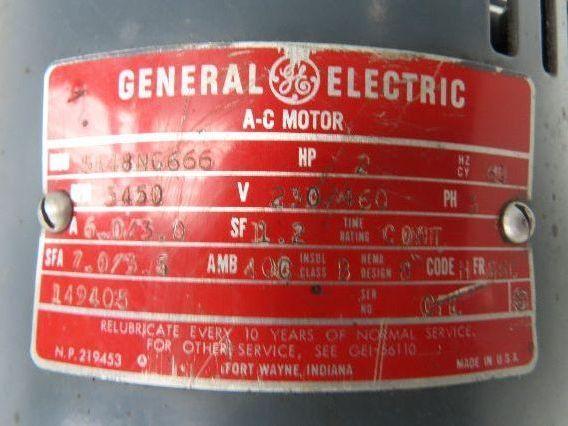 GENERAL GE ELECTRIC
A-C MOTOR
HP 2 HZ CY
3450 V 230/460 PH
A 6.0/3.0 SF 1.2 TIME RATING CONT
SFA 7.0/3.5 AMB 40C INSUL CLASS B NEMA DESIGN CODE H FR
149405 SER NO
RELUBRICATE EVERY 10 YEARS OF NORMAL SERVICE.
FOR OTHER SERVICE, SEE GEI-56110
N.P. 219453 FORT WAYNE, INDIANA MADE IN U.S.A.